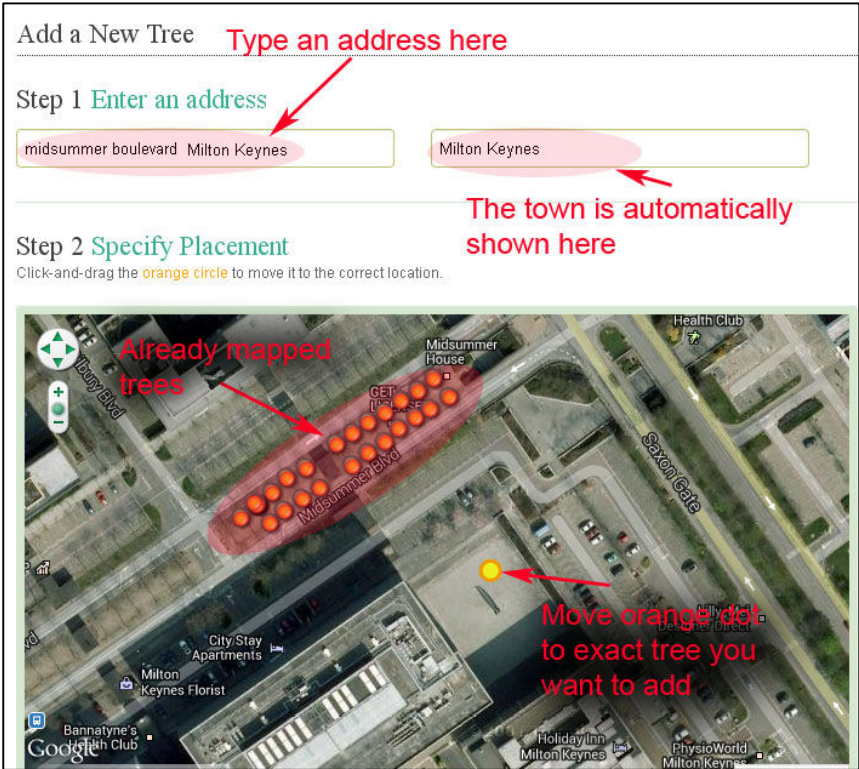 Add a New Tree
Type an address here
Step 1 Enter an address
midsummer boulevard Milton Keynes
Milton Keynes
The town is automatically
shown here
Step 2 Specify Placement
Click-and-drag the orange circle to move it to the correct location.
Health Club
Already mapped
trees
Midsummer
House
GET
Midsummer Blvd
Saxon Gate
Move orange dot
to exact tree you
want to add
City Stay
Apartments
Milton
Keynes Florist
Bannatyne's
Health Club
Google
Holiday Inn
Milton Keynes
PhysioWorld
Milton Keynes